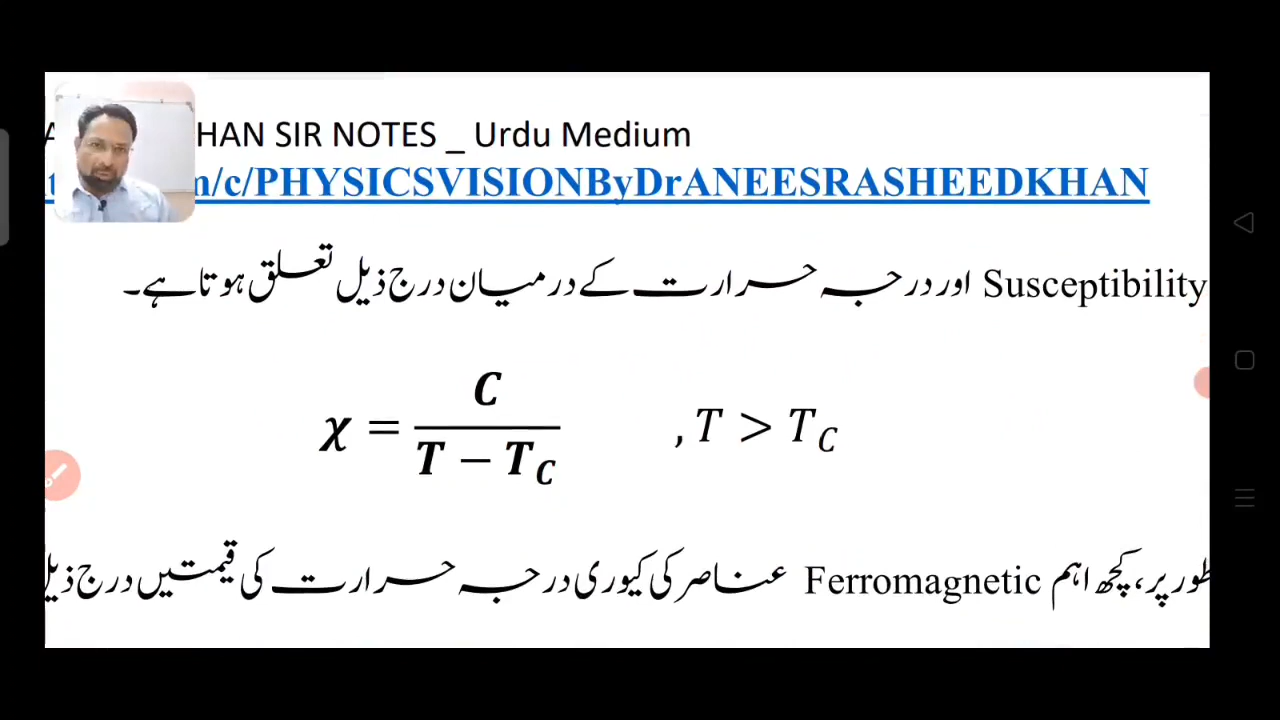 HAN SIR NOTES _ Urdu Medium
m/c/PHYSICSVISIONByDrANEESRASHEEDKHAN
Susceptibility اور درجہ حرارت کے درمیان درج ذیل تعلق ہوتا ہے۔
χ = C / (T − T_C) , T > T_C
طور پر، کچھ اہم Ferromagnetic عناصر کی کیوری درجہ حرارت کی قیمتیں درج ذیل